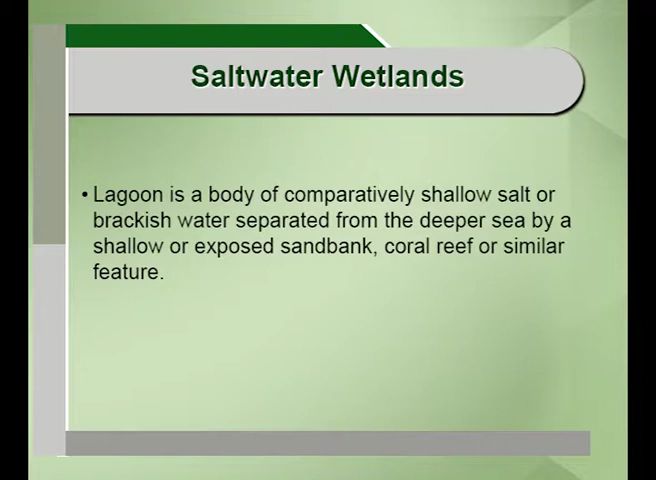 Saltwater Wetlands
• Lagoon is a body of comparatively shallow salt or
brackish water separated from the deeper sea by a
shallow or exposed sandbank, coral reef or similar
feature.